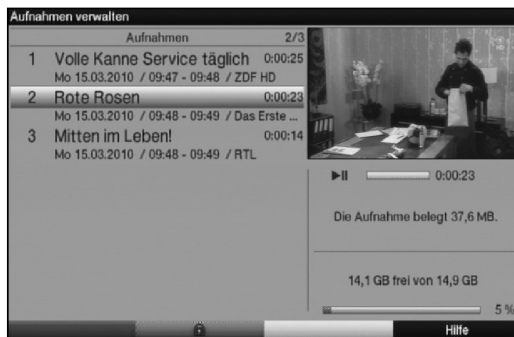 Aufnahmen verwalten
Aufnahmen 2/3
1 Volle Kanne Service täglich 0:00:25
Mo 15.03.2010 / 09:47 - 09:48 / ZDF HD
2 Rote Rosen 0:00:23
Mo 15.03.2010 / 09:48 - 09:49 / Das Erste ...
3 Mitten im Leben! 0:00:14
Mo 15.03.2010 / 09:48 - 09:49 / RTL
0:00:23
Die Aufnahme belegt 37,6 MB.
14,1 GB frei von 14,9 GB
5 %
Hilfe